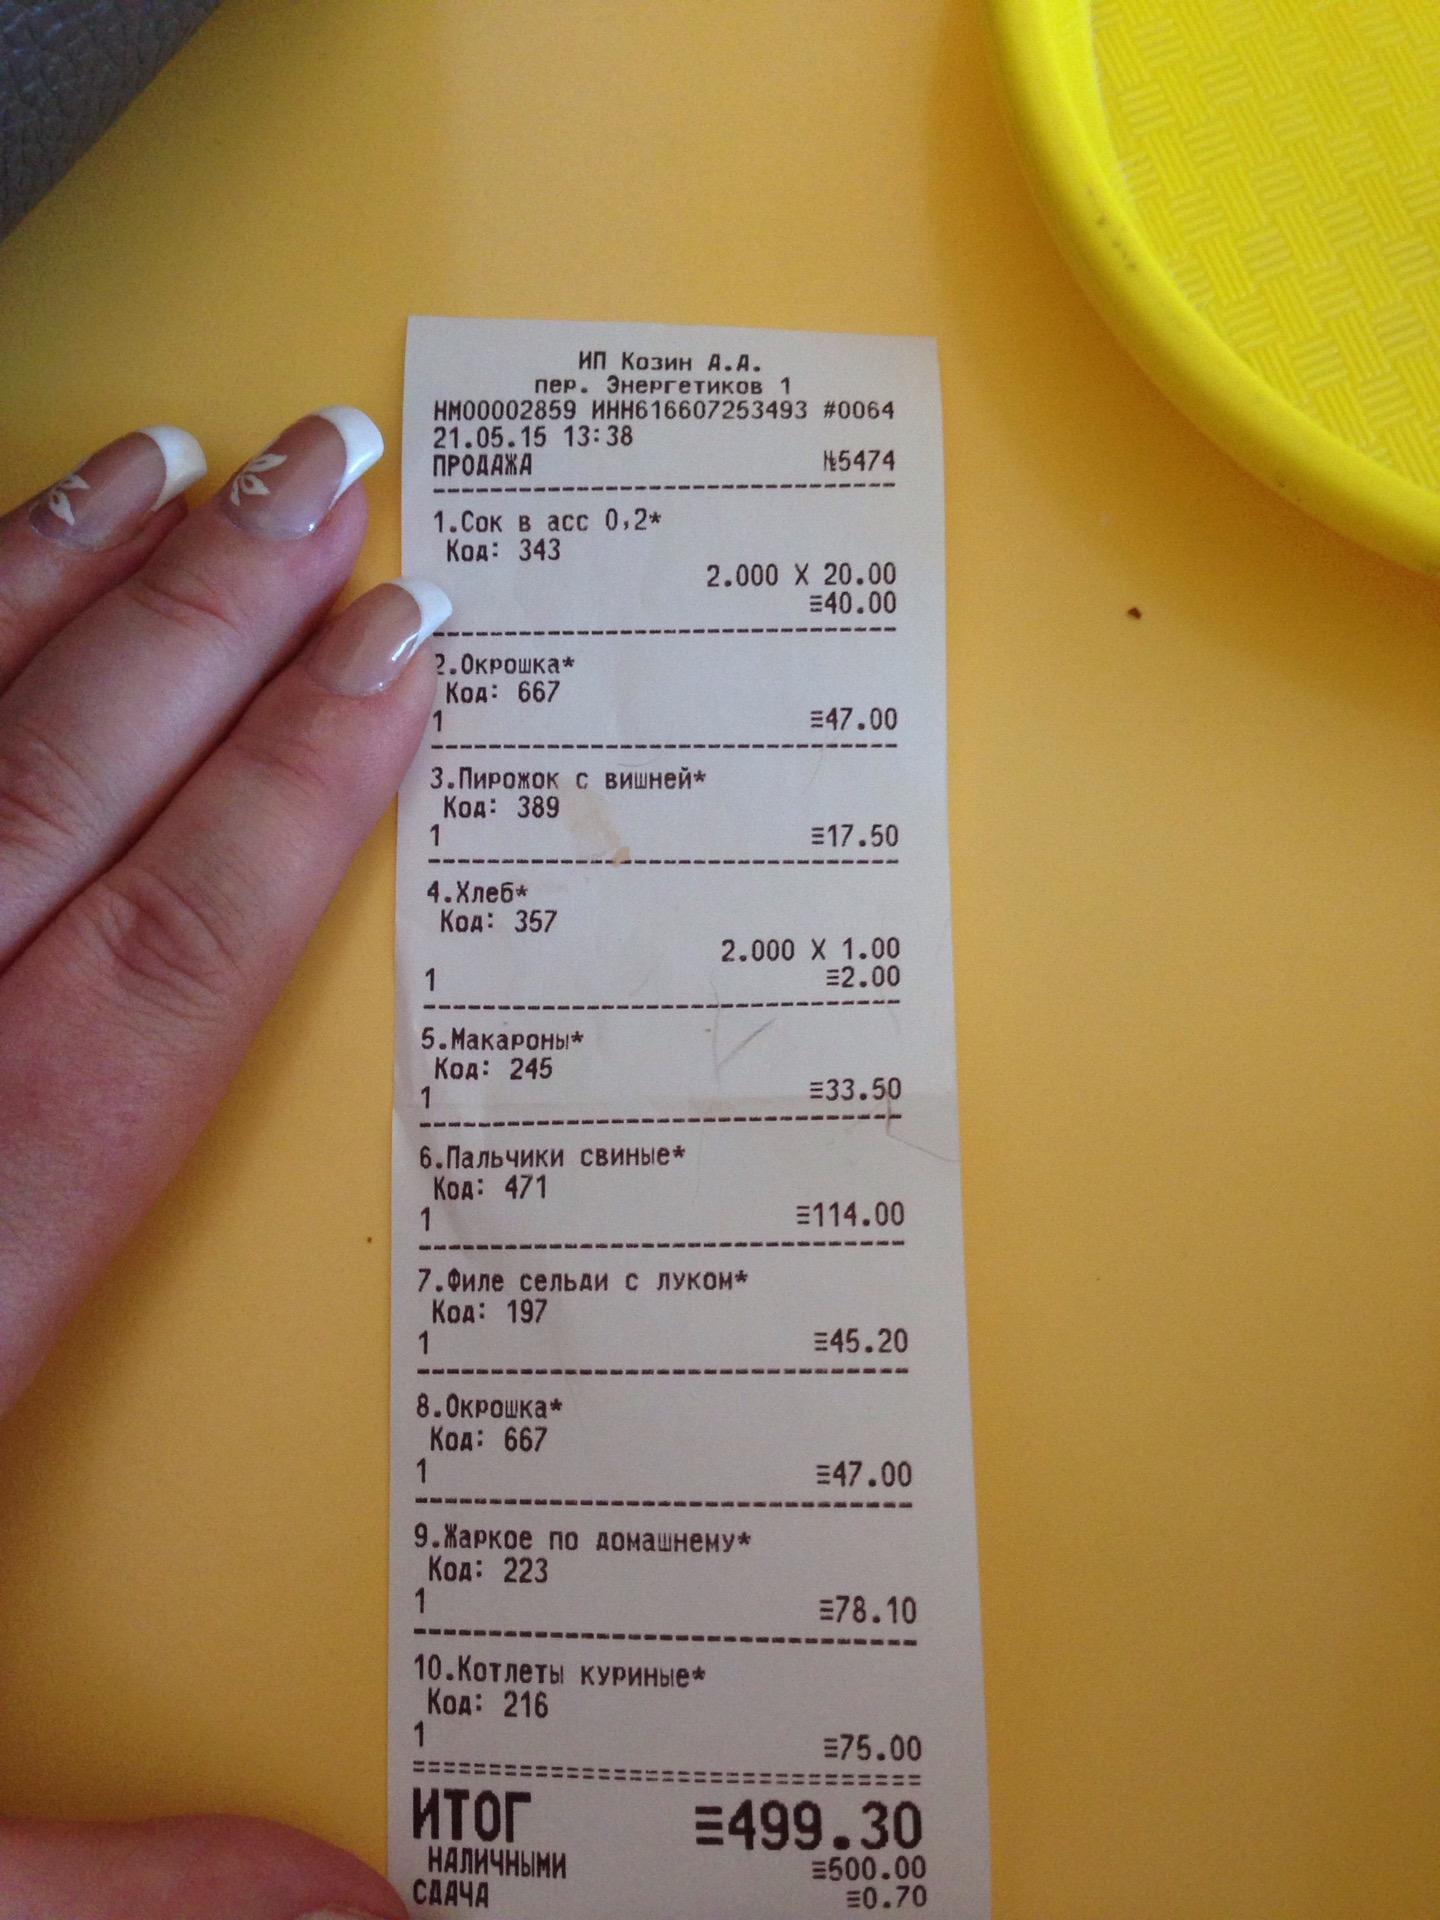 ИП Козин А.А.
пер. Энергетиков 1
НМ00002859 ИНН616607253493 #0064
21.05.15 13:38
ПРОДАЖА №5474
1.Сок в асс 0,2*
Код: 343
2.000 X 20.00
≡40.00
2.Окрошка*
Код: 667
1 ≡47.00
3.Пирожок с вишней*
Код: 389
1 ≡17.50
4.Хлеб*
Код: 357
2.000 X 1.00
1 ≡2.00
5.Макароны*
Код: 245
1 ≡33.50
6.Пальчики свиные*
Код: 471
1 ≡114.00
7.Филе сельди с луком*
Код: 197
1 ≡45.20
8.Окрошка*
Код: 667
1 ≡47.00
9.Жаркое по домашнему*
Код: 223
1 ≡78.10
10.Котлеты куриные*
Код: 216
1 ≡75.00
ИТОГ ≡499.30
НАЛИЧНЫМИ ≡500.00
СДАЧА ≡0.70